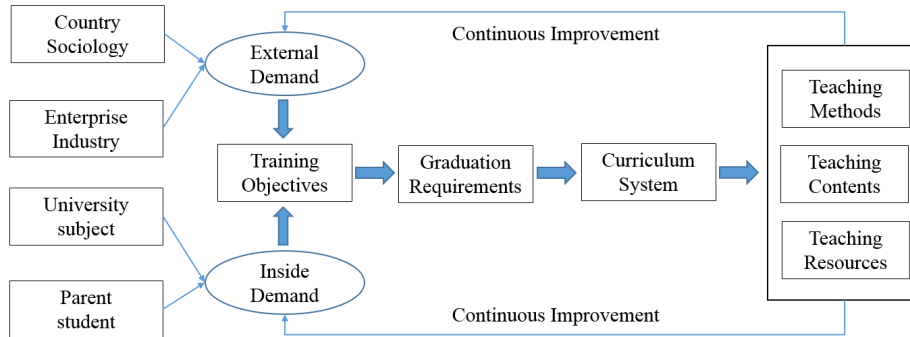 Country
Sociology
Enterprise
Industry
University
subject
Parent
student
External
Demand
Training
Objectives
Inside
Demand
Continuous Improvement
Graduation
Requirements
Curriculum
System
Continuous Improvement
Teaching
Methods
Teaching
Contents
Teaching
Resources